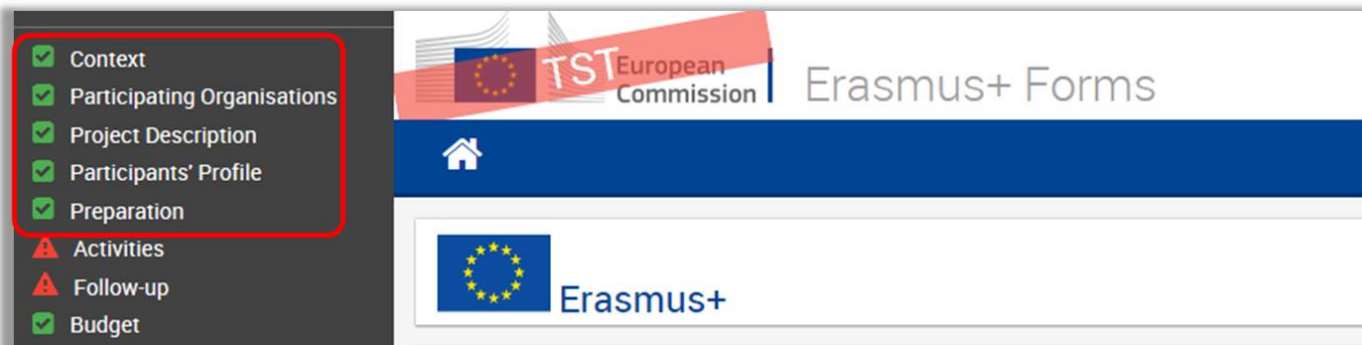 Context
Participating Organisations
Project Description
Participants' Profile
Preparation
Activities
Follow-up
Budget
TST
European
Commission
Erasmus+ Forms
Erasmus+